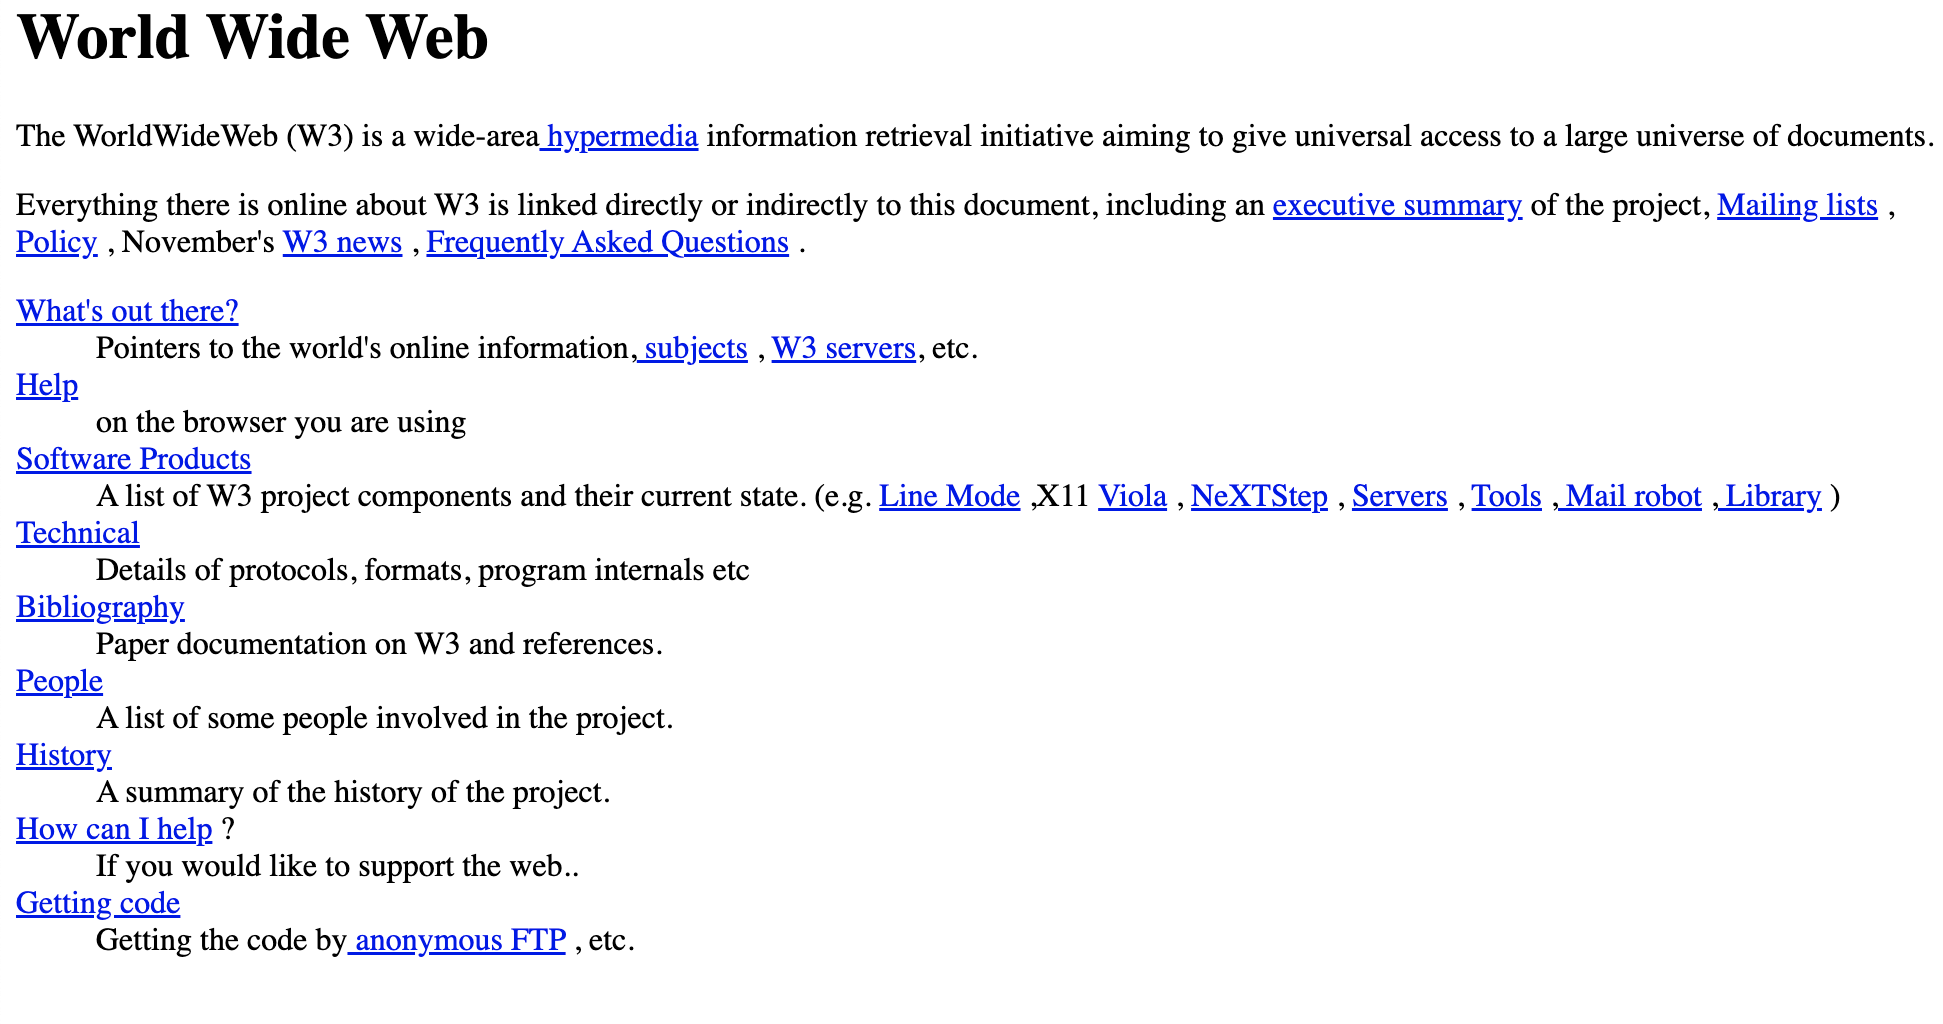 World Wide Web
The WorldWideWeb (W3) is a wide-area hypermedia information retrieval initiative aiming to give universal access to a large universe of documents.
Everything there is online about W3 is linked directly or indirectly to this document, including an executive summary of the project, Mailing lists ,
Policy , November's W3 news , Frequently Asked Questions .
What's out there?
Pointers to the world's online information, subjects , W3 servers, etc.
Help
on the browser you are using
Software Products
A list of W3 project components and their current state. (e.g. Line Mode ,X11 Viola , NeXTStep , Servers , Tools , Mail robot , Library )
Technical
Details of protocols, formats, program internals etc
Bibliography
Paper documentation on W3 and references.
People
A list of some people involved in the project.
History
A summary of the history of the project.
How can I help ?
If you would like to support the web..
Getting code
Getting the code by anonymous FTP , etc.